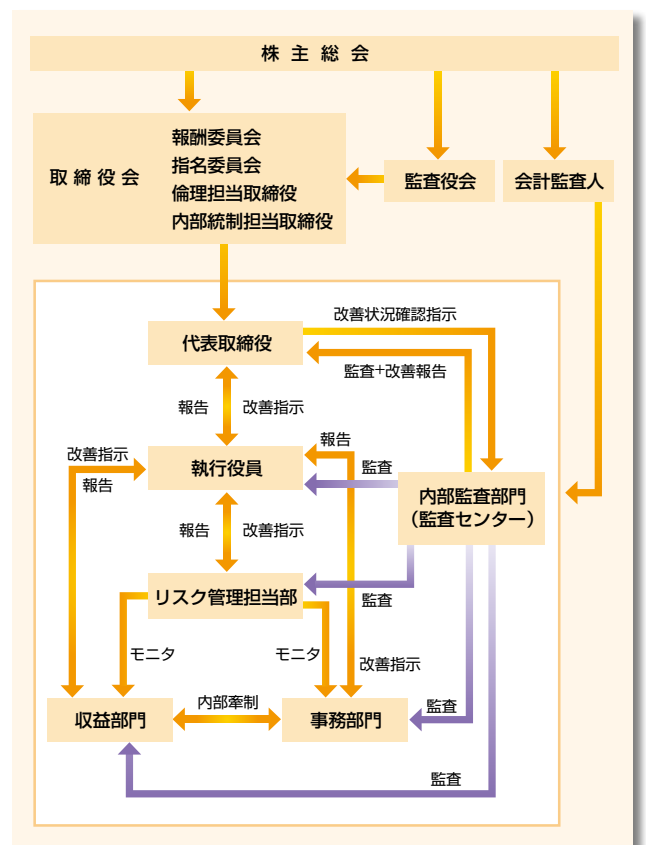 株主総会
報酬委員会
取締役会
指名委員会
倫理担当取締役
内部統制担当取締役
監査役会
会計監査人
改善状況確認指示
代表取締役
監査+改善報告
報告
改善指示
報告
改善指示
報告
執行役員
監査
内部監査部門
(監査センター)
報告
改善指示
リスク管理担当部
監査
モニタ
モニタ
改善指示
収益部門
内部牽制
事務部門
監査
監査